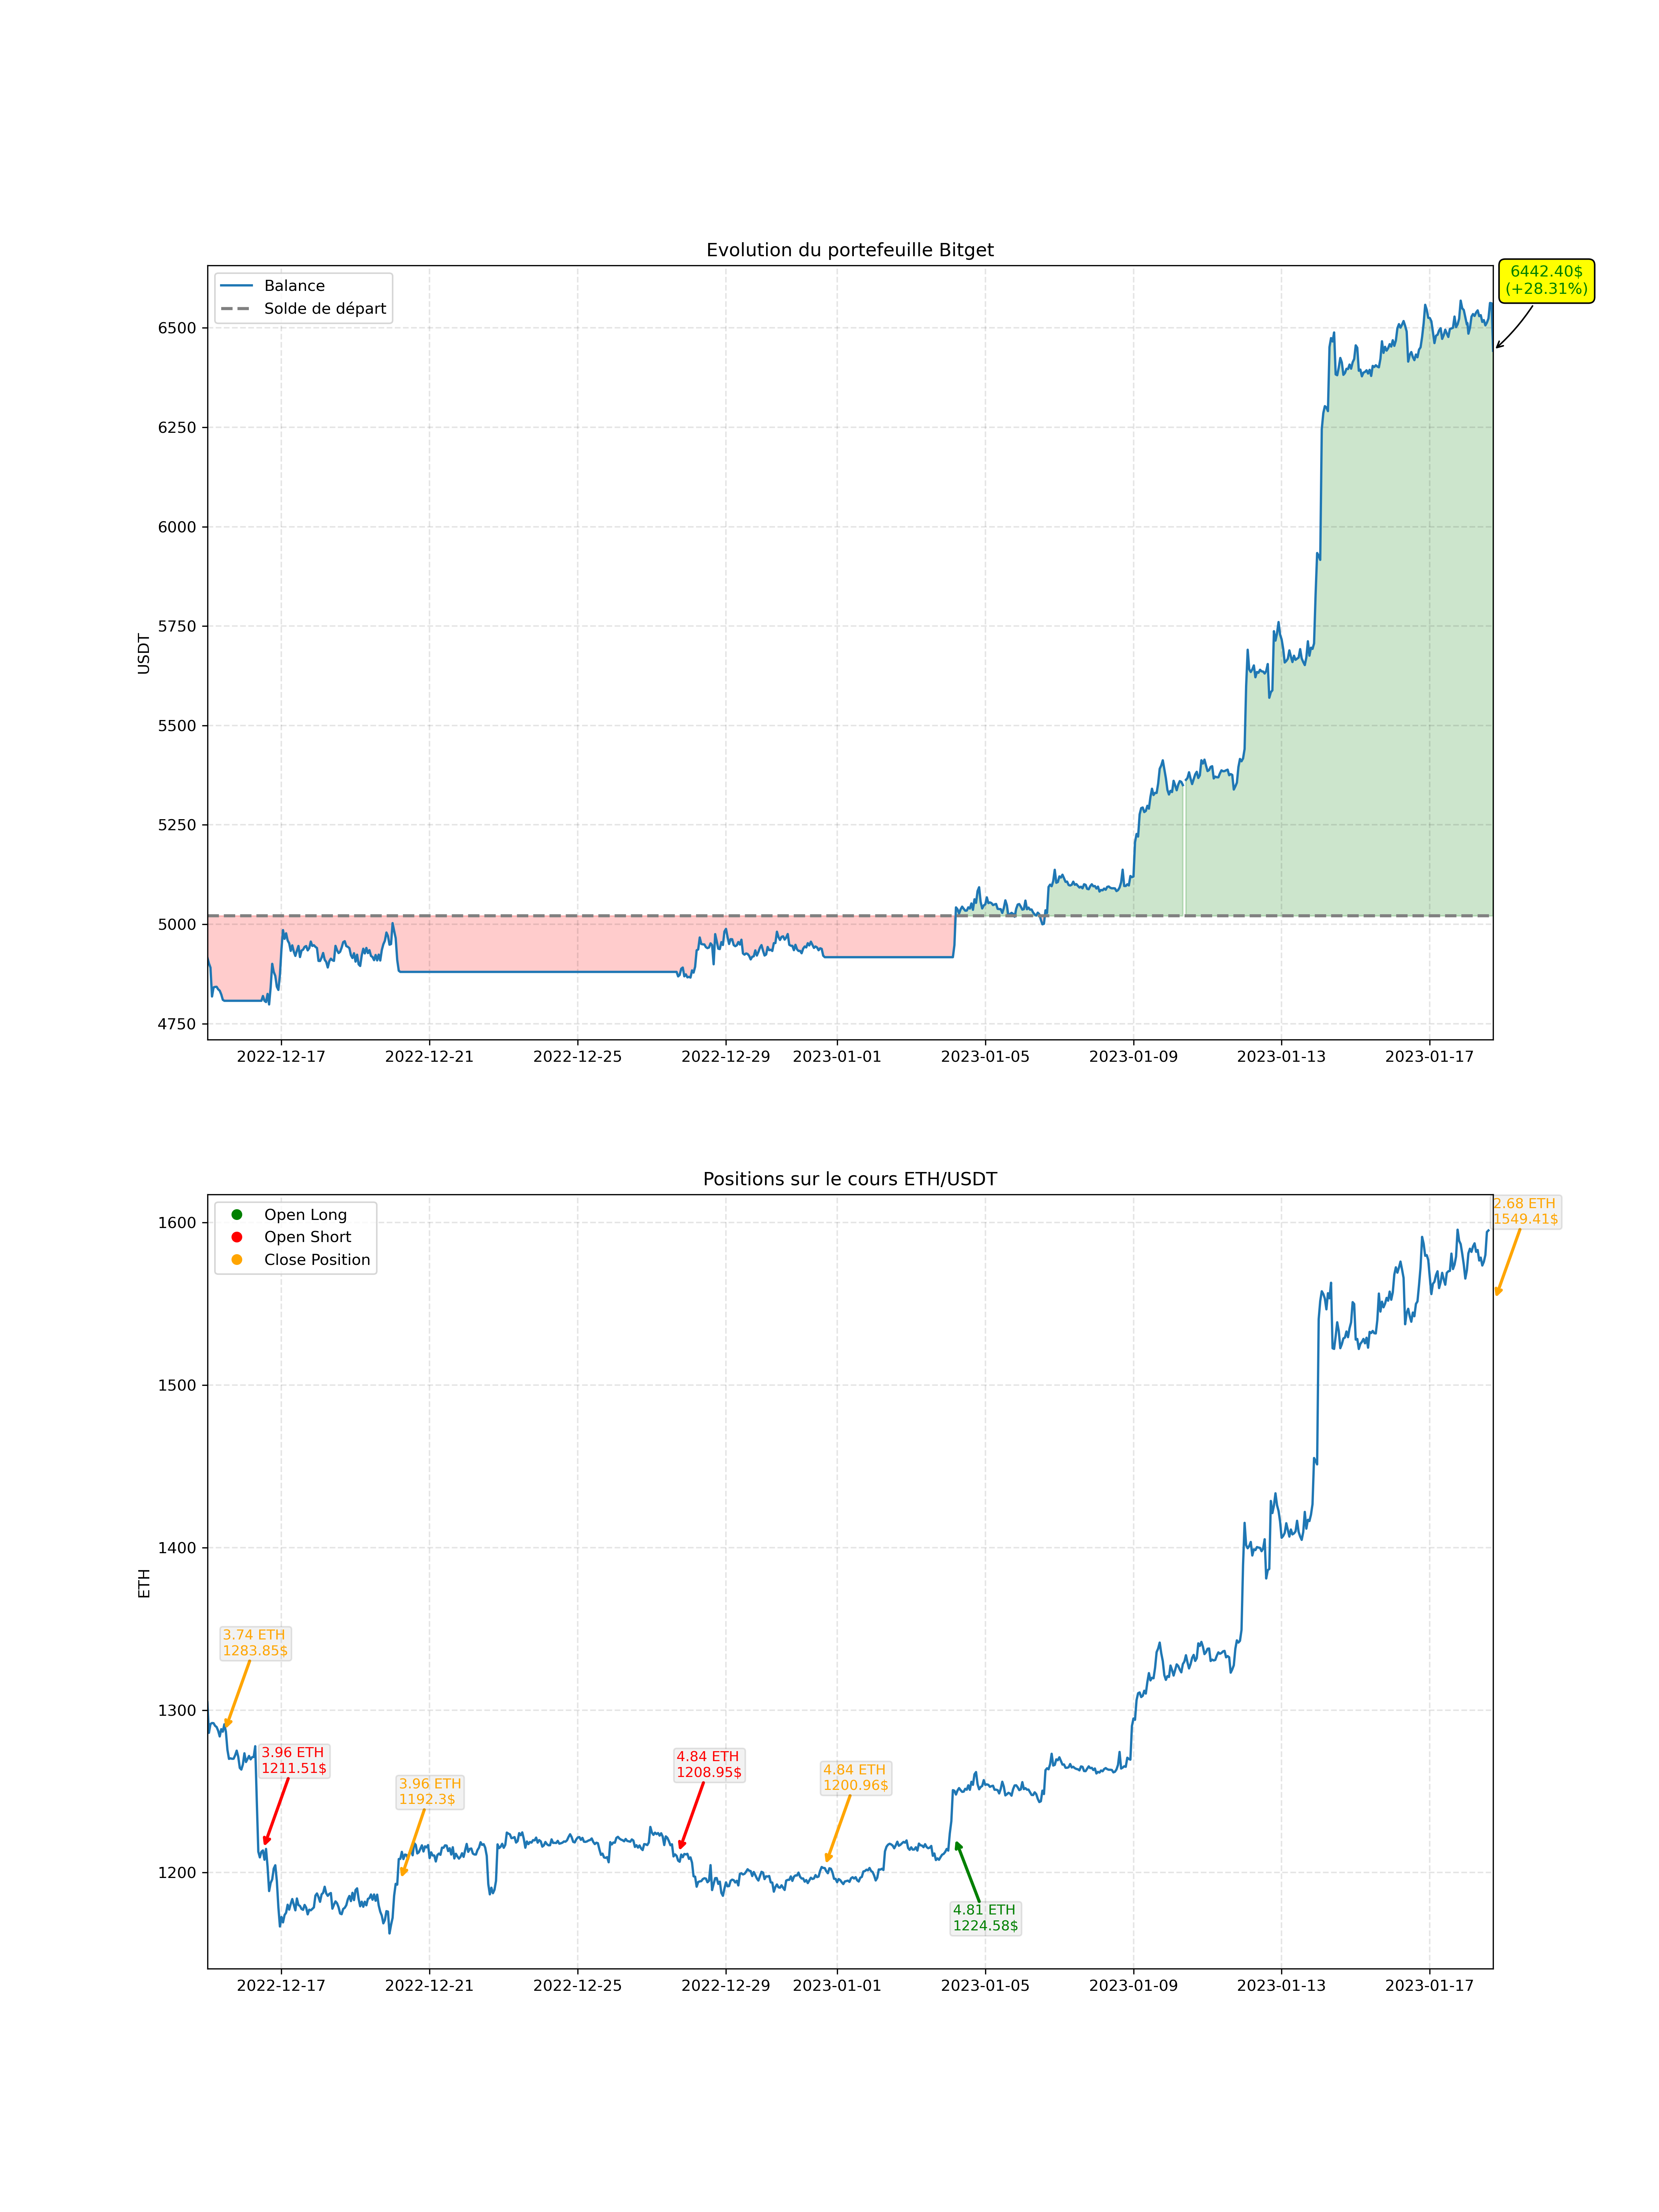 Evolution du portefeuille Bitget
Balance
Solde de départ
6442.40$
(+28.31%)
USDT
6500
6250
6000
5750
5500
5250
5000
4750
2022-12-17
2022-12-21
2022-12-25
2022-12-29
2023-01-01
2023-01-05
2023-01-09
2023-01-13
2023-01-17
Positions sur le cours ETH/USDT
Open Long
Open Short
Close Position
2.68 ETH
1549.41$
ETH
1600
1500
1400
1300
1200
3.74 ETH
1283.85$
3.96 ETH
1211.51$
3.96 ETH
1192.3$
4.84 ETH
1208.95$
4.84 ETH
1200.96$
4.81 ETH
1224.58$
2022-12-17
2022-12-21
2022-12-25
2022-12-29
2023-01-01
2023-01-05
2023-01-09
2023-01-13
2023-01-17